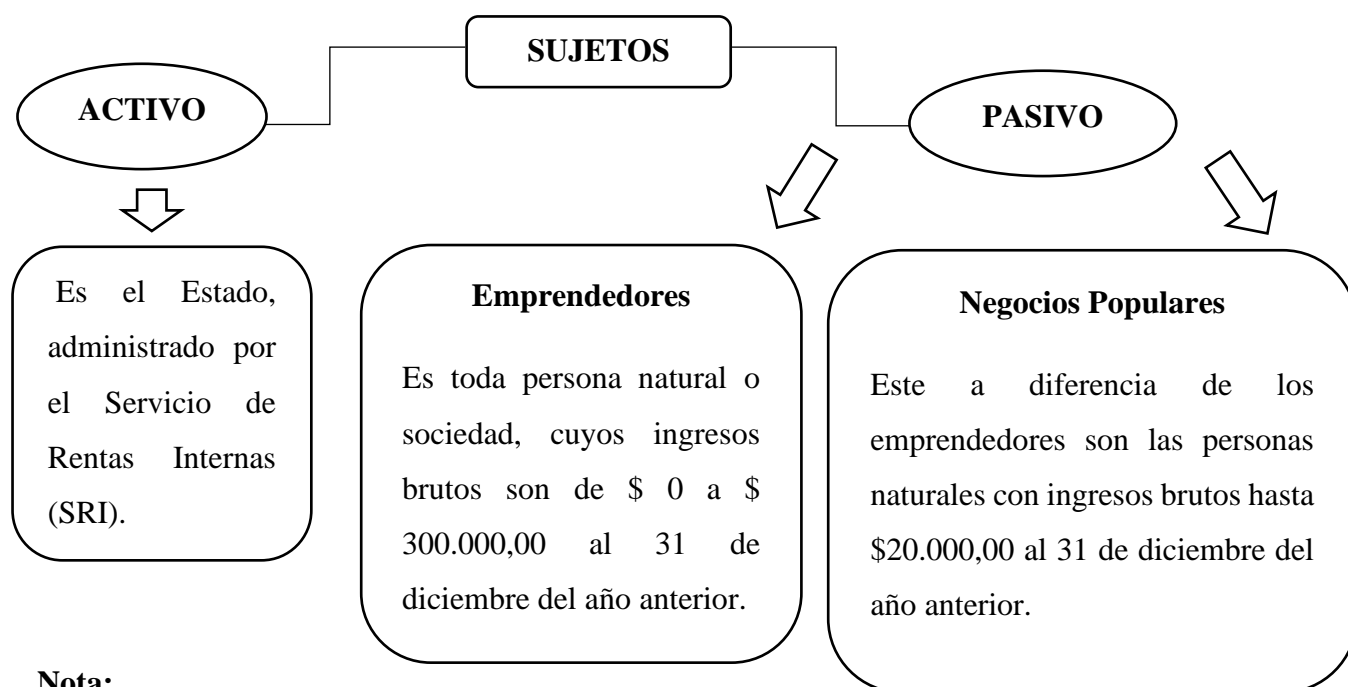 SUJETOS
ACTIVO
PASIVO
Es el Estado,
administrado por
el Servicio de
Rentas Internas
(SRI).
Emprendedores
Es toda persona natural o
sociedad, cuyos ingresos
brutos son de $ 0 a $
300.000,00 al 31 de
diciembre del año anterior.
Negocios Populares
Este a diferencia de los
emprendedores son las personas
naturales con ingresos brutos hasta
$20.000,00 al 31 de diciembre del
año anterior.
Nota: